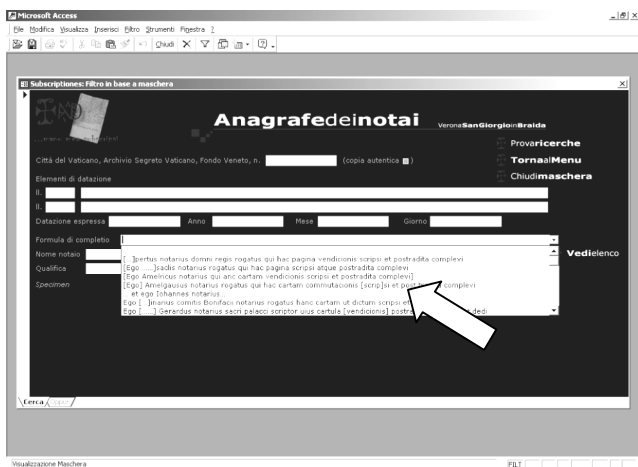 Microsoft Access
File Modifica Visualizza Inserisci Filtro Strumenti Finestra ?
Chiudi
Subscriptiones: Filtro in base a maschera
Anagrafedeinotai VeronaSanGiorgioinBraida
Provaricerche
Città del Vaticano, Archivio Segreto Vaticano, Fondo Veneto, n. (copia autentica )
TornaalMenu
Elementi di datazione
Chiudimaschera
II.
II.
Datazione espressa Anno Mese Giorno
Formula di completio
Nome notaio
Vedielenco
Qualifica
Specimen
[ ]pertus notarius domni regis rogatus qui hac pagina vendicionis scripsi et postradita complevi
[Ego .....]sadis notarius rogatus qui hac pagina scripsi atque postradita complevi
[Ego Amelricus notarius qui anc cartam vendicionis scripsi et postradita complevi]
[Ego] Amelgausius notarius rogatus qui hac cartam commutacionis [scrip]si et post complevi
et ego Iohannes notarius...
Ego [ ]inarius comitis Bonifacii notarius rogatus hanc cartam ut dictum scripsi et
Ego [ ....] Gerardus notarius sacri palacci scriptor uius cartula [vendicionis] postra dedi
Cerca
Visualizzazione Maschera
FILT